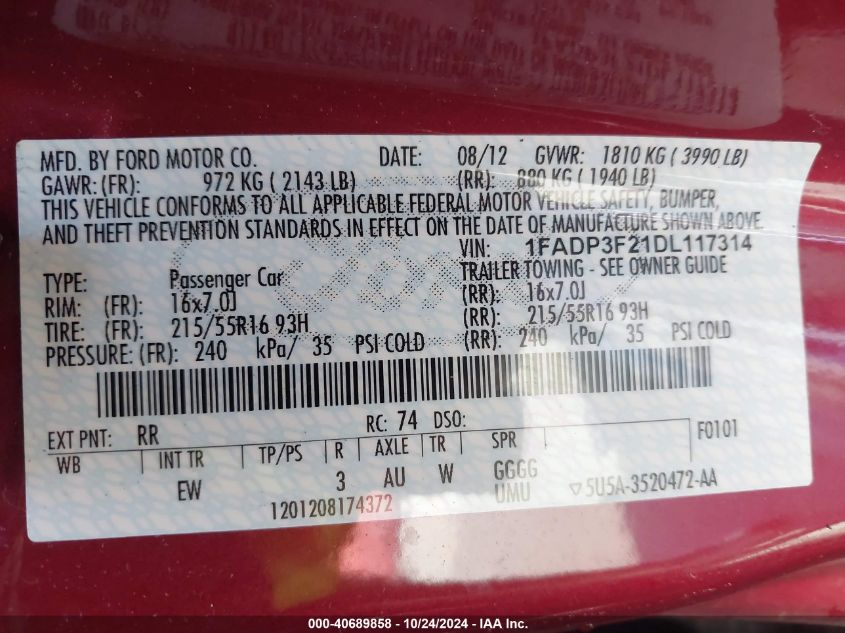 MFD. BY FORD MOTOR CO. DATE: 08/12 GVWR: 1810 KG ( 3990 LB)
GAWR: (FR): 972 KG ( 2143 LB) (RR): 880 KG ( 1940 LB)
THIS VEHICLE CONFORMS TO ALL APPLICABLE FEDERAL MOTOR VEHICLE SAFETY, BUMPER,
AND THEFT PREVENTION STANDARDS IN EFFECT ON THE DATE OF MANUFACTURE SHOWN ABOVE.
VIN: 1FADP3F21DL117314
TYPE: Passenger Car TRAILER TOWING - SEE OWNER GUIDE
RIM: (FR): 16x7.0J (RR): 16x7.0J
TIRE: (FR): 215/55R16 93H (RR): 215/55R16 93H
PRESSURE: (FR): 240 kPa/ 35 PSI COLD (RR): 240 kPa/ 35 PSI COLD
EXT PNT: RR RC: 74 DSO: F0101
WB INT TR TP/PS R AXLE TR SPR
EW 3 AU W GGGG
UMU ▽5U5A-3520472-AA
1201208174372
000-40689858 - 10/24/2024 - IAA Inc.